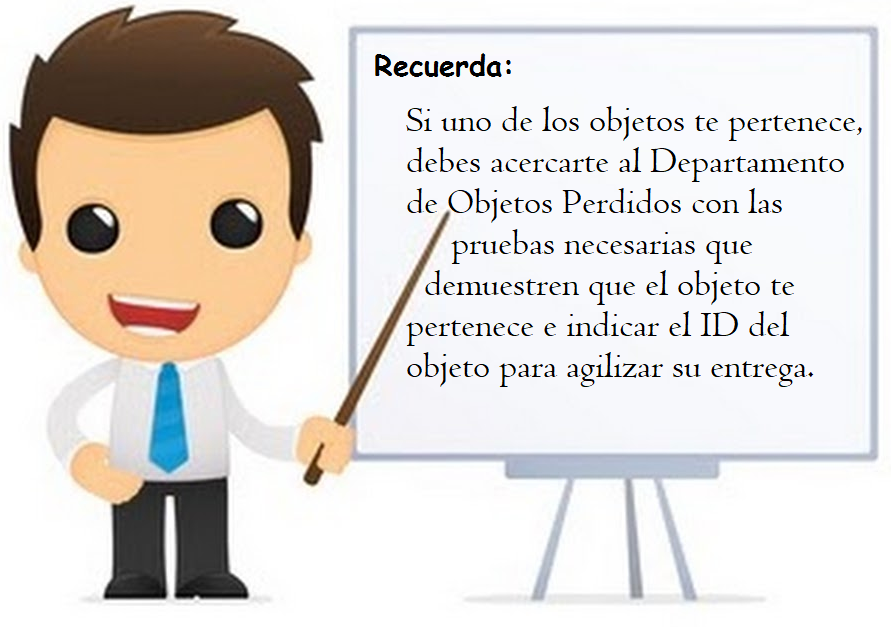 Recuerda:
Si uno de los objetos te pertenece,
debes acercarte al Departamento
de Objetos Perdidos con las
pruebas necesarias que
demuestren que el objeto te
pertenece e indicar el ID del
objeto para agilizar su entrega.